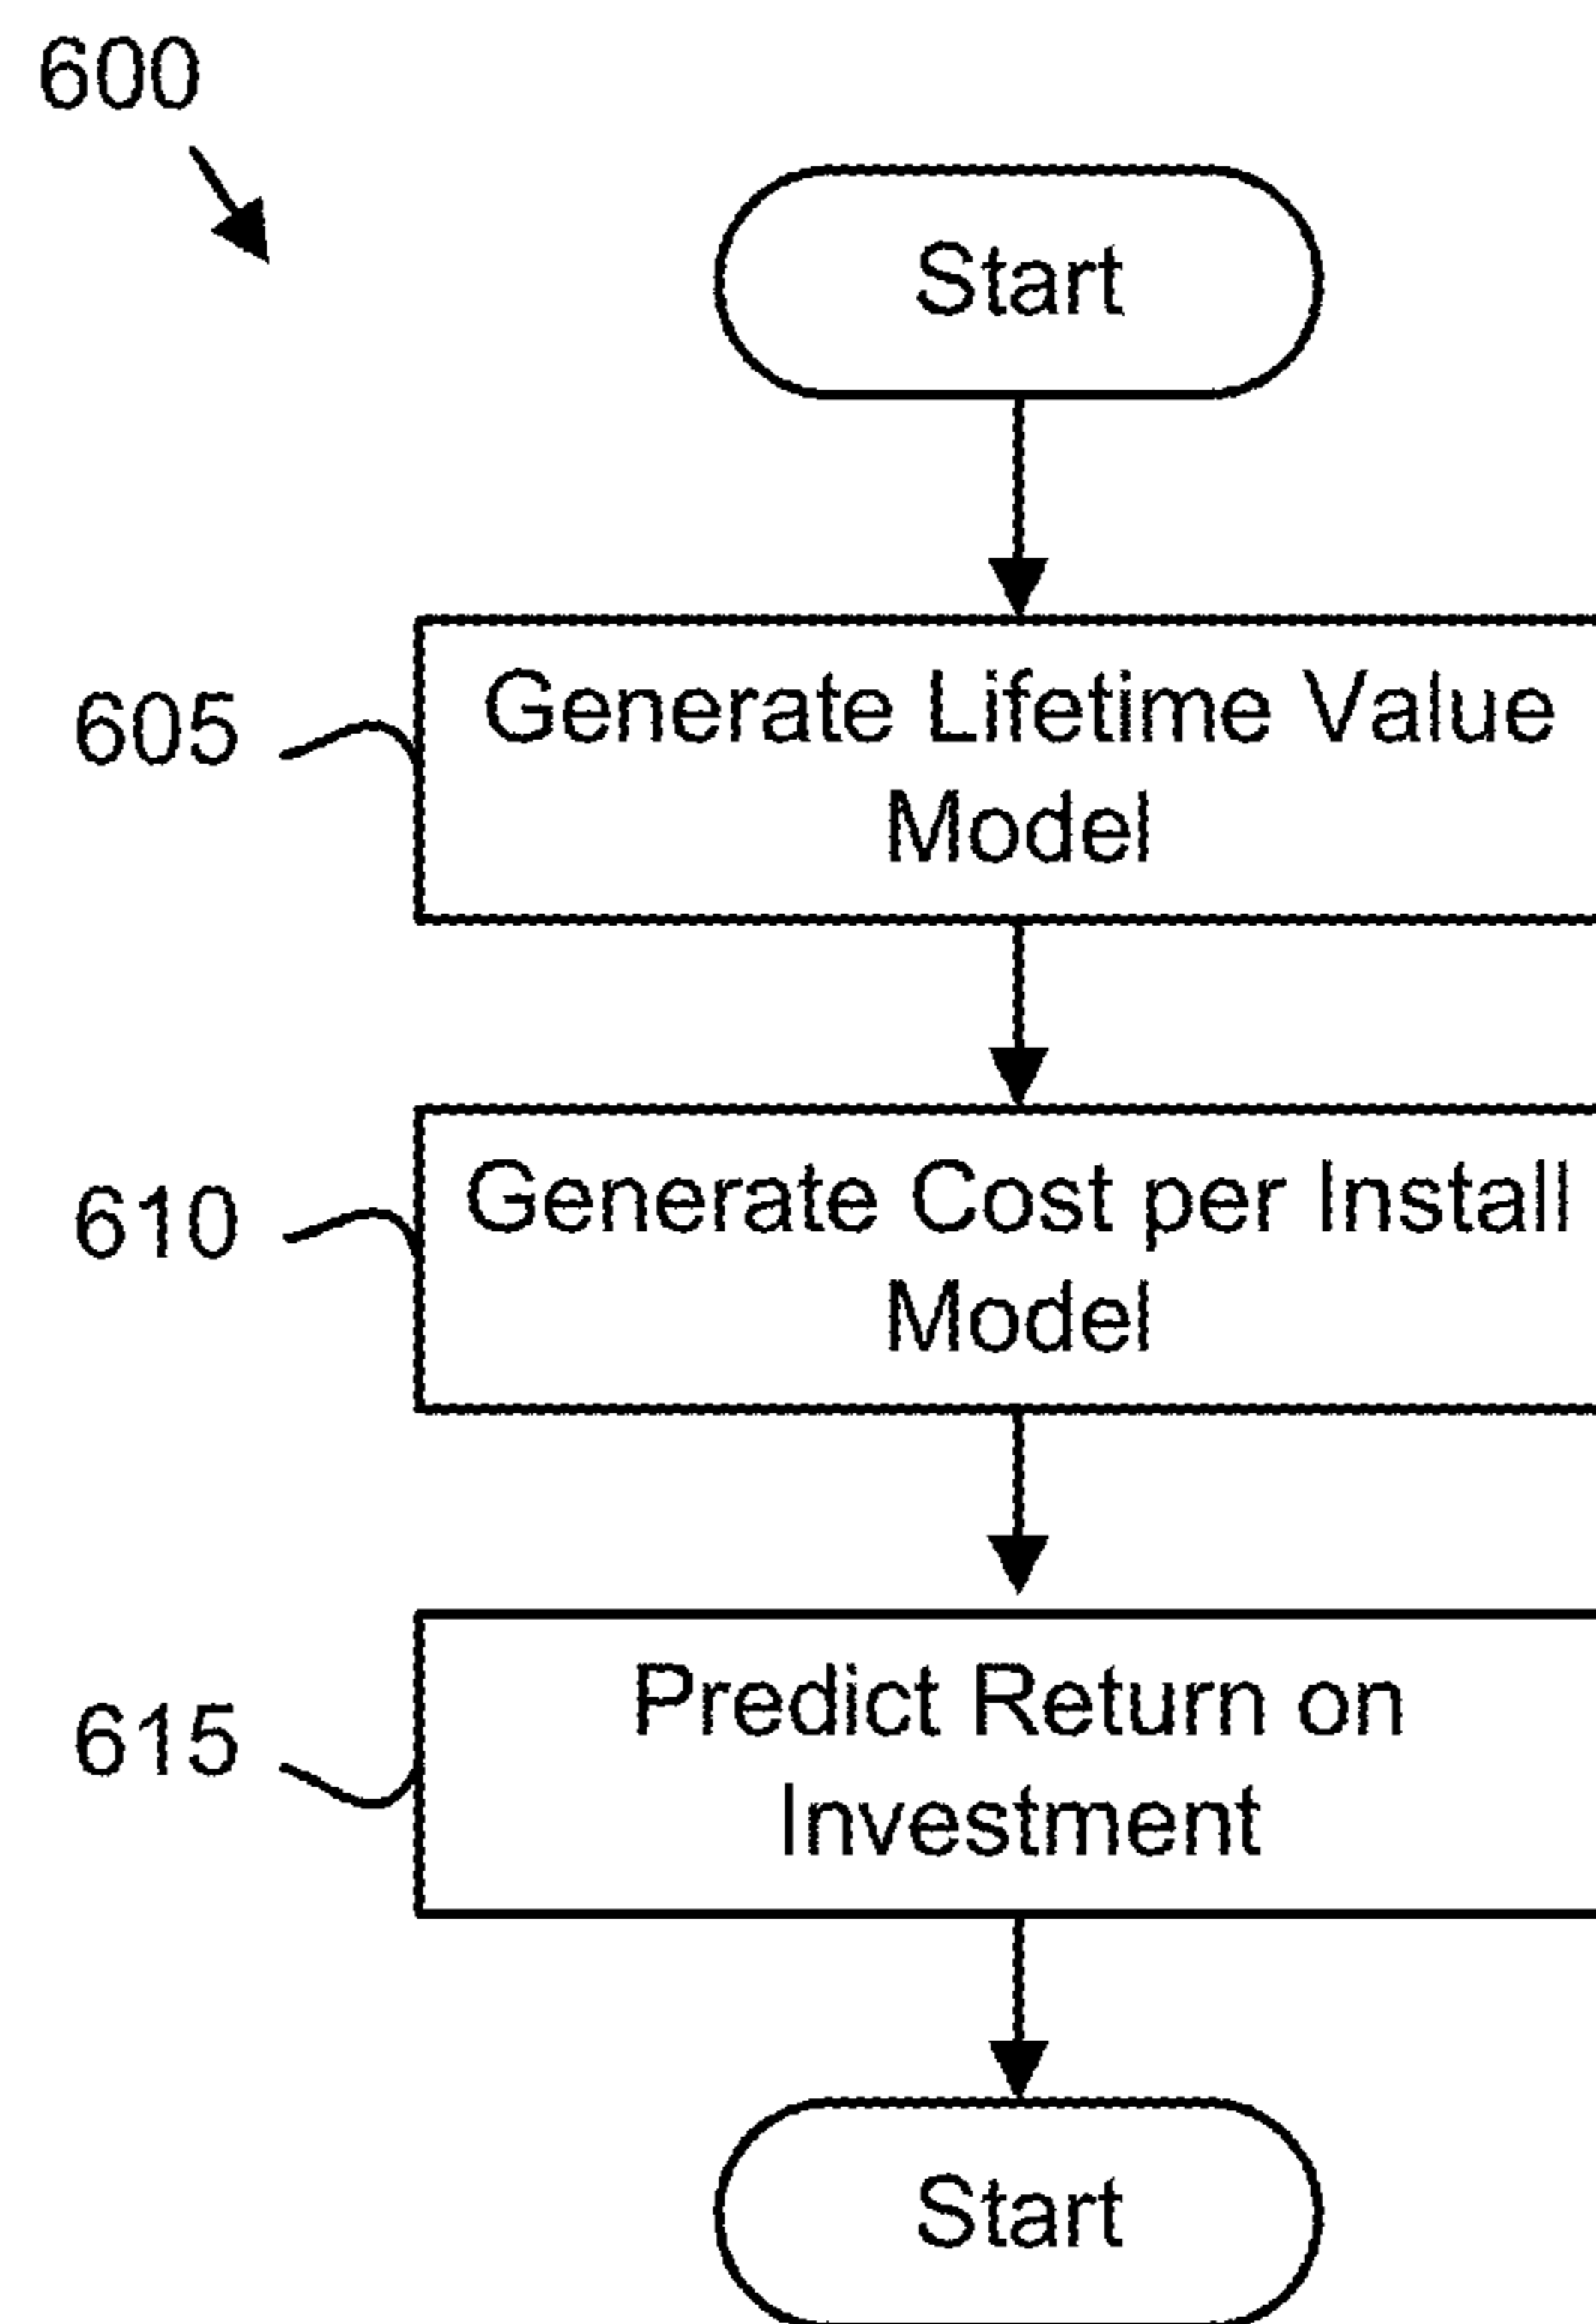 600
Start
605
Generate Lifetime Value
Model
610
Generate Cost per Install
Model
615
Predict Return on
Investment
Start